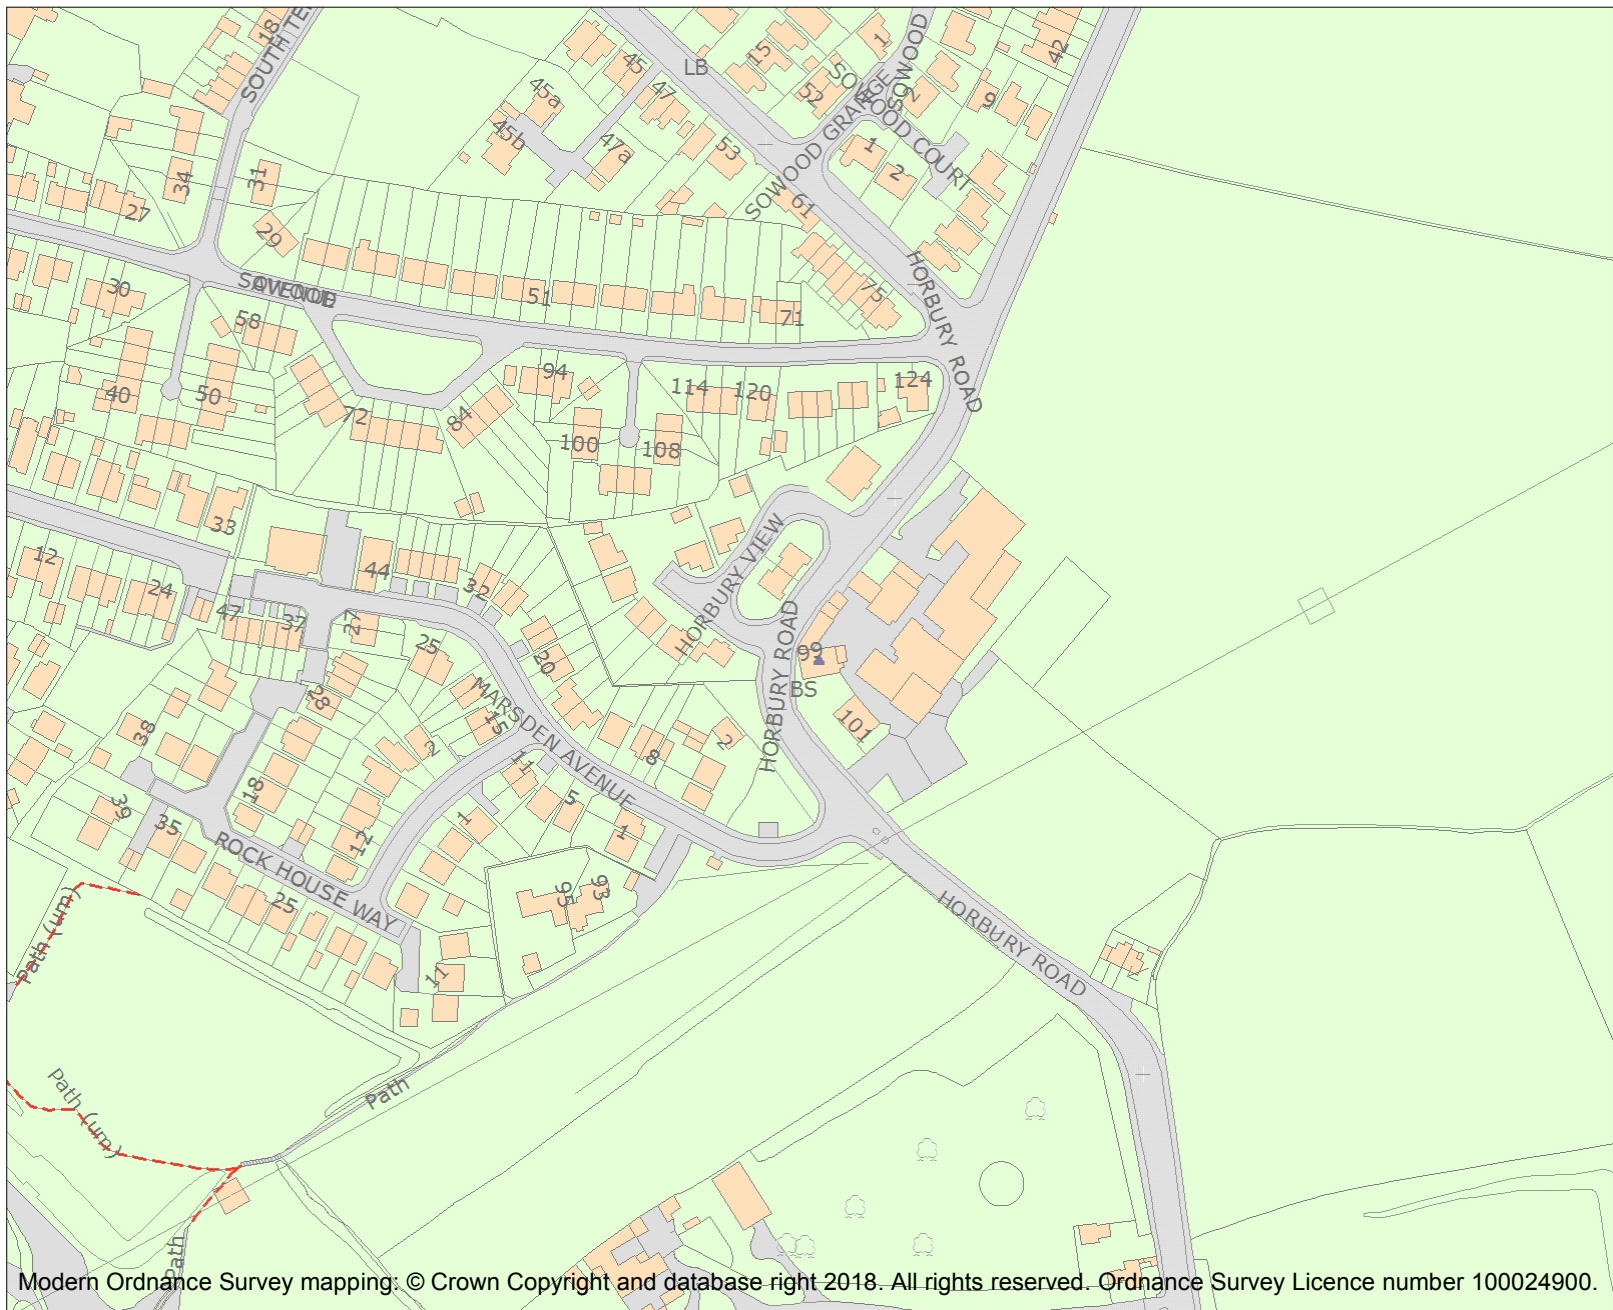 18
SOUTH TE
45
LB
15
1
SOWOOD
42
45a
47
52
SOWOOD GRANGE
2
9
45b
47a
53
SOWOOD COURT
1
2
34
31
27
61
29
HORBURY ROAD
30
SOWOOD
AVENUE
51
75
71
58
40
50
94
114
120
124
72
84
100
108
33
12
24
44
32
HORBURY VIEW
47
37
27
25
20
HORBURY ROAD
99
BS
28
MARSDEN AVENUE
15
101
38
2
8
2
18
11
5
39
35
12
1
1
ROCK HOUSE WAY
25
95
93
HORBURY ROAD
Path (um)
11
1
Path (um)
Path
Path
Modern Ordnance Survey mapping: © Crown Copyright and database right 2018. All rights reserved. Ordnance Survey Licence number 100024900.